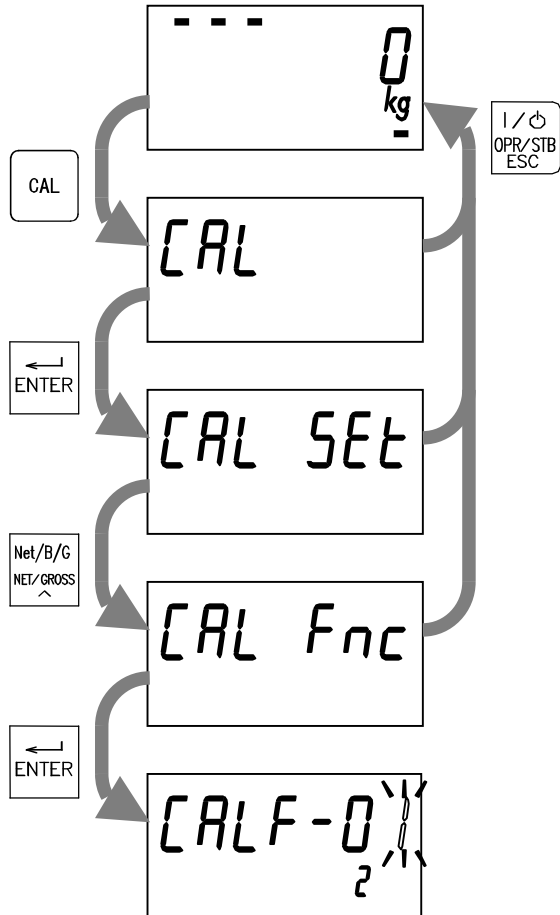 --- 0
kg
-
I/⏻
OPR/STB
ESC
CAL
CAL
ENTER
CAL SEt
Net/B/G
NET/GROSS
^
CAL Fnc
ENTER
CALF-01
2